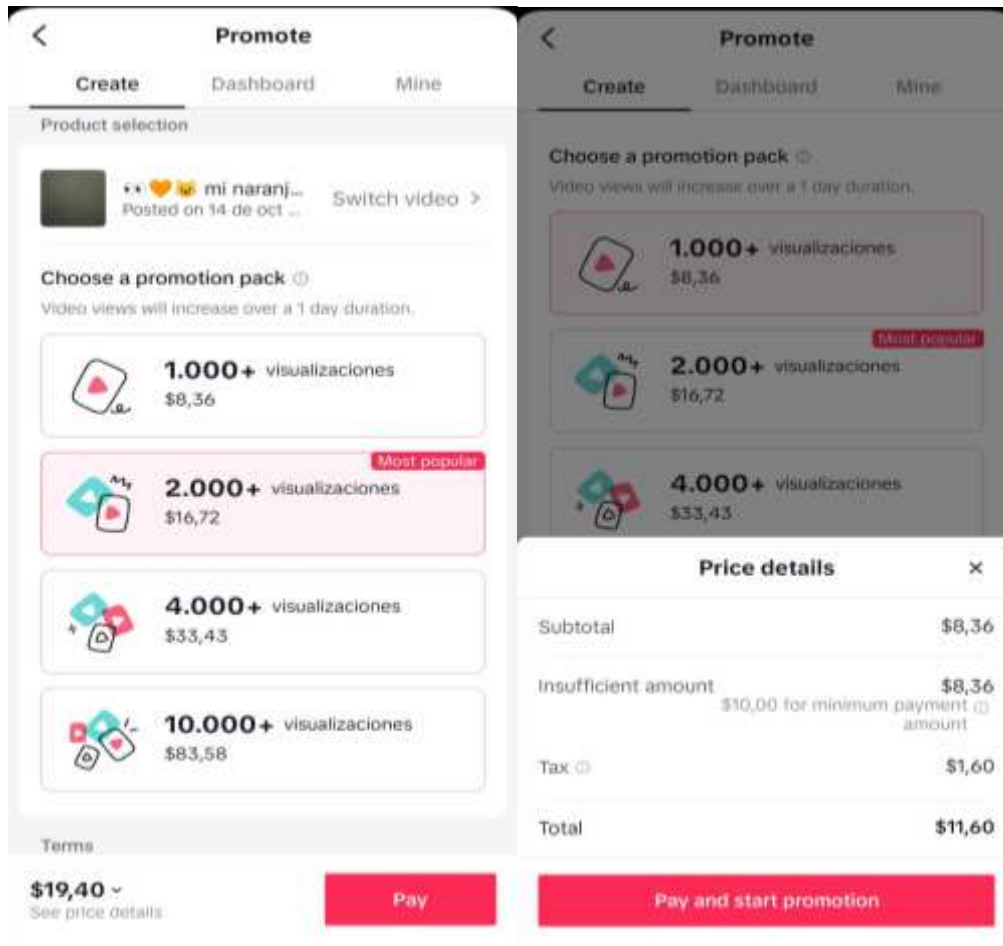 Promote
Create Dashboard Mine
Product selection
👀🧡😺 mi naranj...
Posted on 14 de oct ...
Switch video >
Choose a promotion pack
Video views will increase over a 1 day duration.
1.000+ visualizaciones
$8,36
Most popular
2.000+ visualizaciones
$16,72
4.000+ visualizaciones
$33,43
10.000+ visualizaciones
$83,58
Terms
$19,40
See price details
Pay
Promote
Create Dashboard Mine
Choose a promotion pack
Video views will increase over a 1 day duration.
1.000+ visualizaciones
$8,36
Most popular
2.000+ visualizaciones
$16,72
4.000+ visualizaciones
$33,43
Price details
Subtotal $8,36
Insufficient amount $8,36
$10,00 for minimum payment
amount
Tax $1,60
Total $11,60
Pay and start promotion